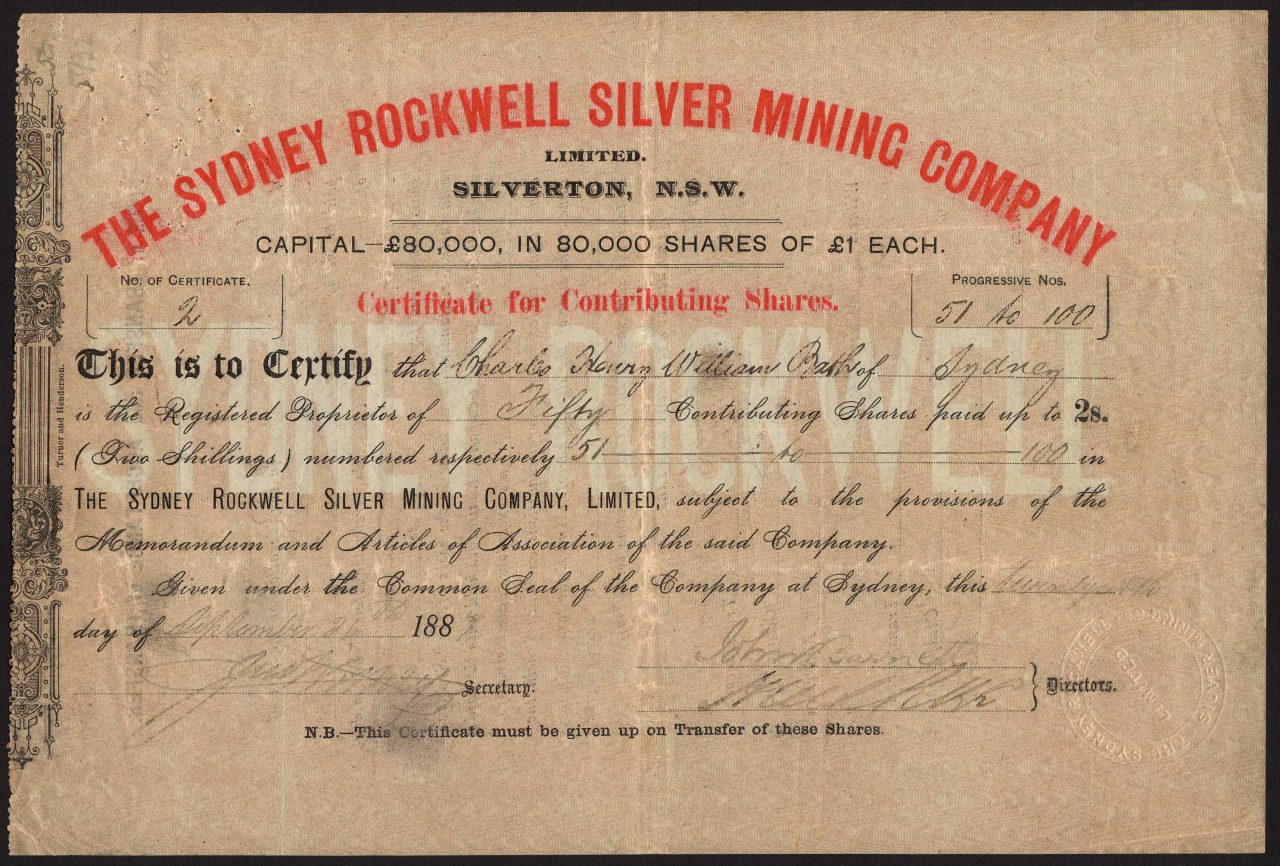 THE SYDNEY ROCKWELL SILVER MINING COMPANY
LIMITED.
SILVERTON, N.S.W.
CAPITAL—£80,000, IN 80,000 SHARES OF £1 EACH.
No. of Certificate.
2
Certificate for Contributing Shares.
Progressive Nos.
51 to 100
SYDNEY ROCKWELL
This is to Certify that Charles Henry William Bath of Sydney
is the Registered Proprietor of Fifty Contributing Shares paid up to 2s.
(Two Shillings) numbered respectively 51 — to — 100 in
THE SYDNEY ROCKWELL SILVER MINING COMPANY, LIMITED, subject to the provisions of the
Memorandum and Articles of Association of the said Company.
Given under the Common Seal of the Company at Sydney, this
day of September 188
Secretary.
Directors.
N.B.—This Certificate must be given up on Transfer of these Shares.
Turner and Henderson.
LIMITED